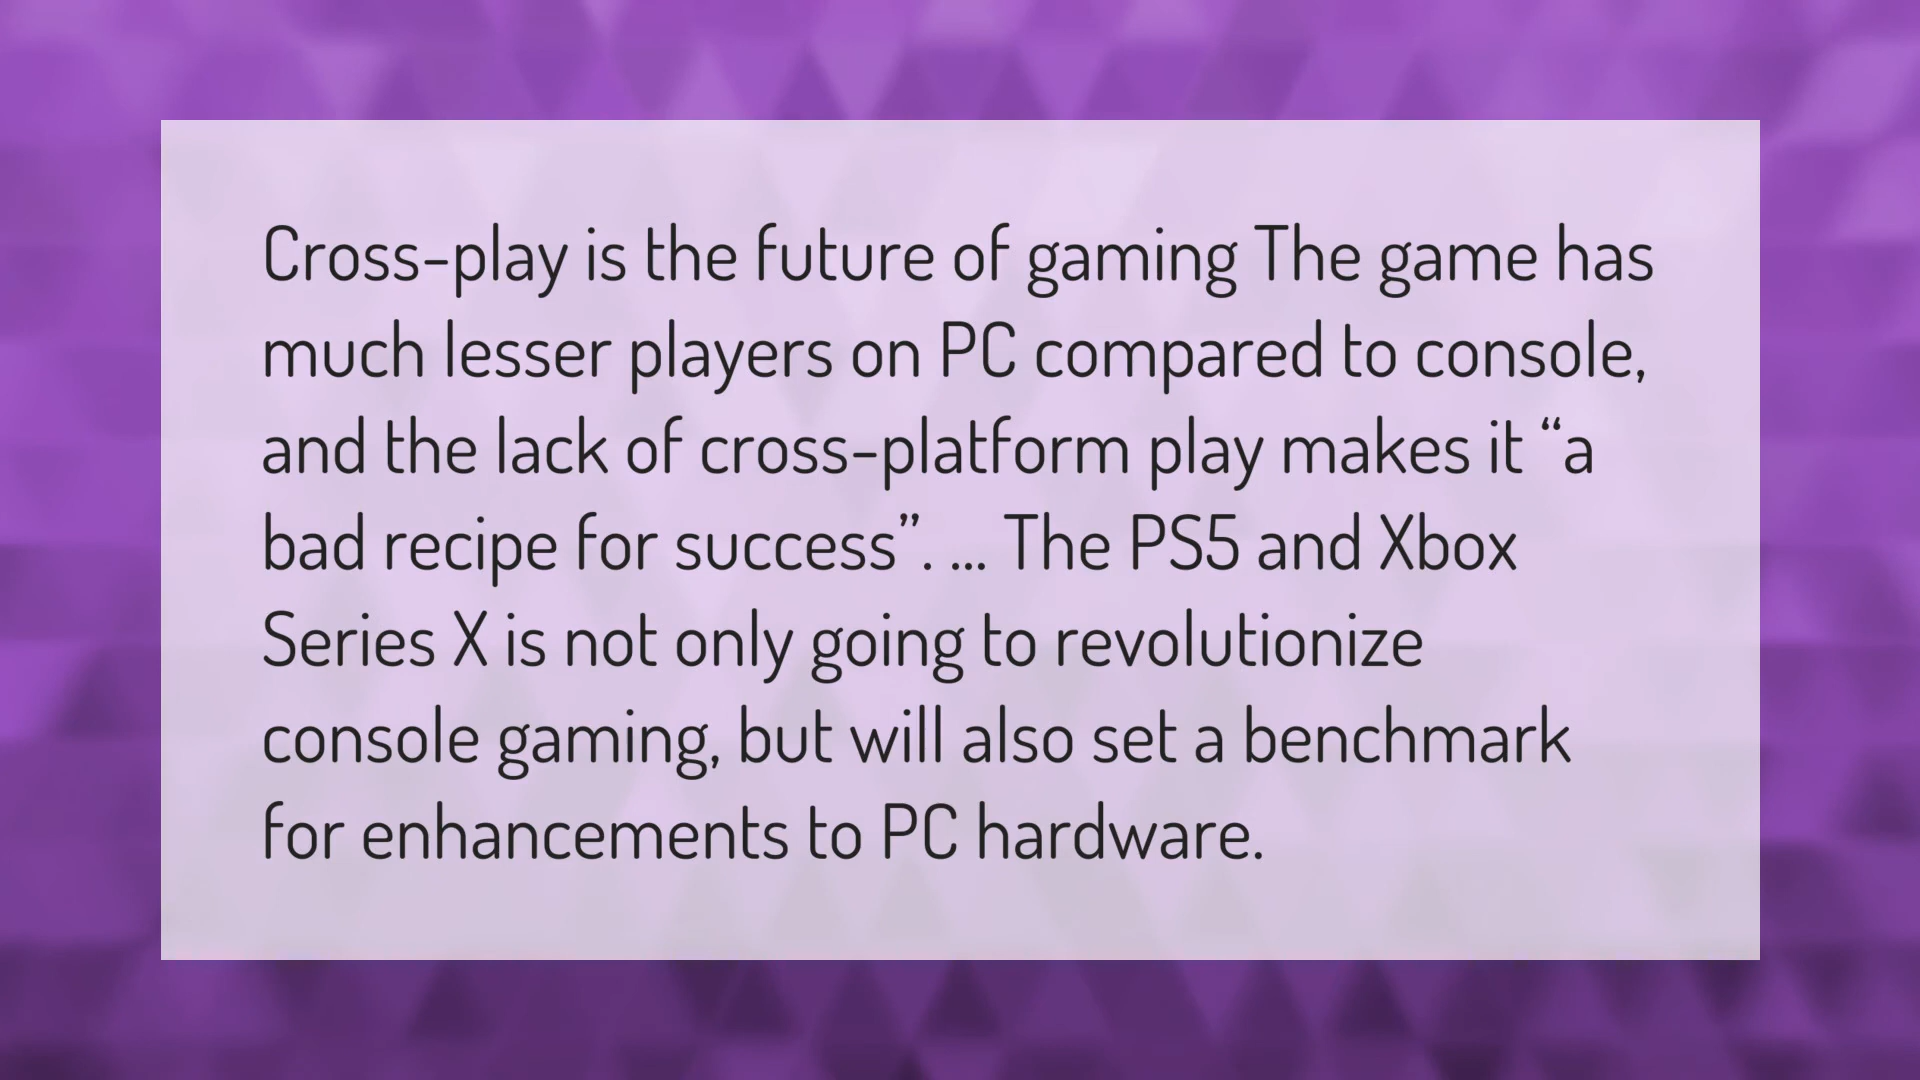 Cross-play is the future of gaming The game has
much lesser players on PC compared to console,
and the lack of cross-platform play makes it “a
bad recipe for success”. ... The PS5 and Xbox
Series X is not only going to revolutionize
console gaming, but will also set a benchmark
for enhancements to PC hardware.